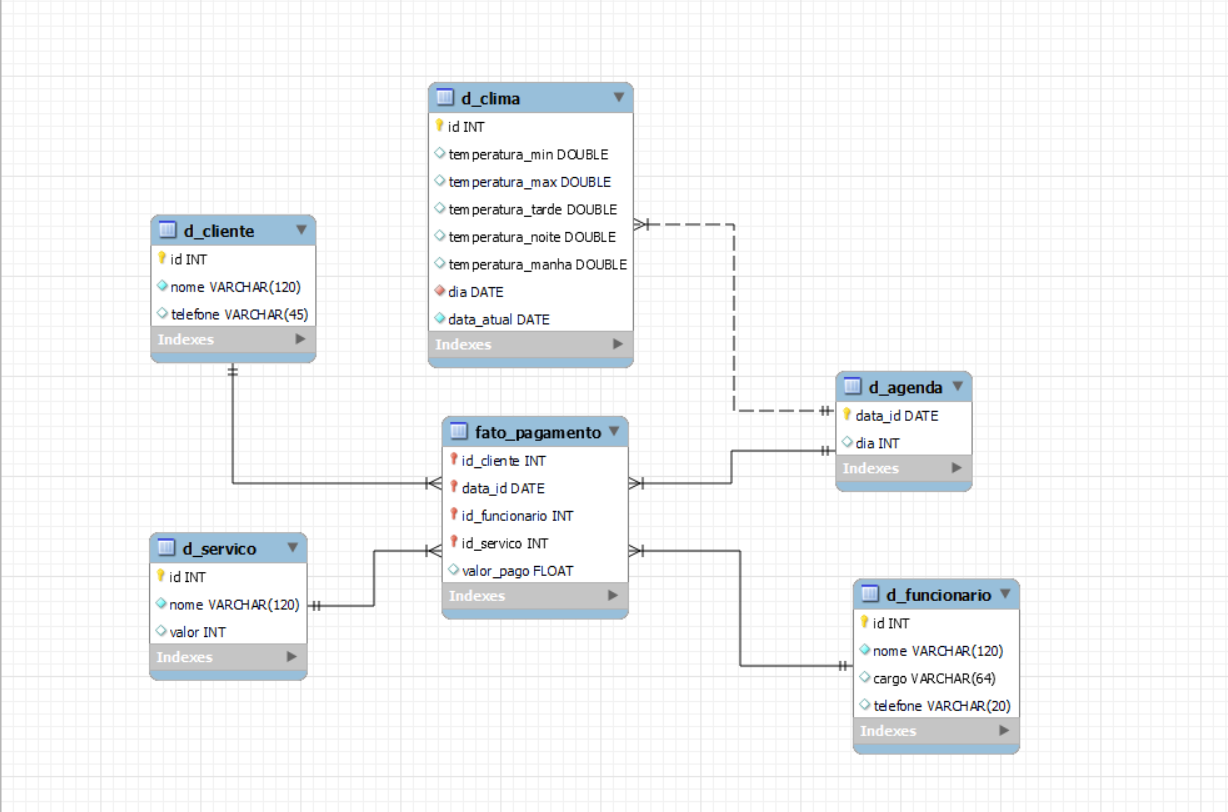 d_clima
id INT
temperatura_min DOUBLE
temperatura_max DOUBLE
temperatura_tarde DOUBLE
temperatura_noite DOUBLE
temperatura_manha DOUBLE
dia DATE
data_atual DATE
Indexes
d_cliente
id INT
nome VARCHAR(120)
telefone VARCHAR(45)
Indexes
d_agenda
data_id DATE
dia INT
Indexes
fato_pagamento
id_cliente INT
data_id DATE
id_funcionario INT
id_servico INT
valor_pago FLOAT
Indexes
d_servico
id INT
nome VARCHAR(120)
valor INT
Indexes
d_funcionario
id INT
nome VARCHAR(120)
cargo VARCHAR(64)
telefone VARCHAR(20)
Indexes